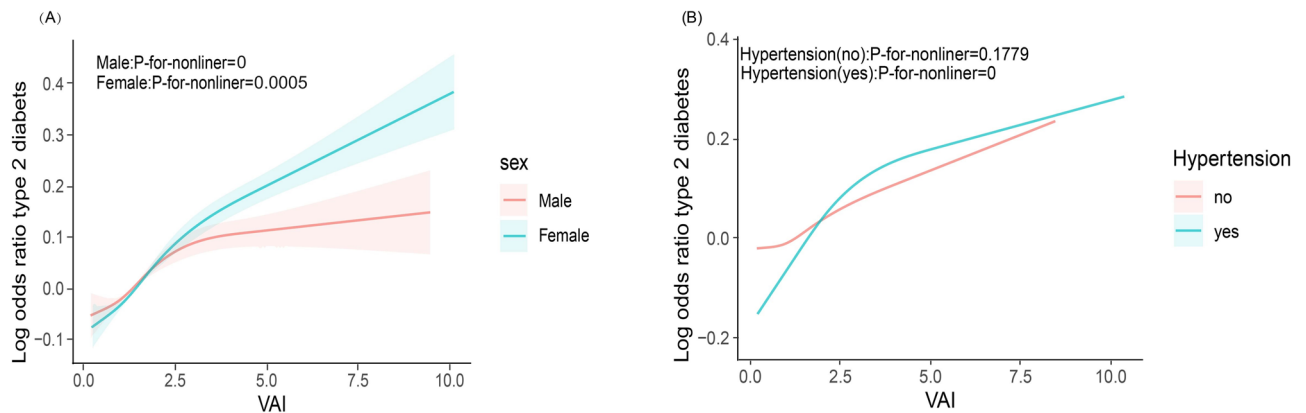 (A)
Male:P-for-nonliner=0
Female:P-for-nonliner=0.0005
Log odds ratio type 2 diabets
0.4
0.3
0.2
0.1
0.0
−0.1
0.0 2.5 5.0 7.5 10.0
VAI
sex
Male
Female
(B)
Hypertension(no):P-for-nonliner=0.1779
Hypertension(yes):P-for-nonliner=0
Log odds ratio type 2 diabetes
0.4
0.2
0.0
−0.2
0.0 2.5 5.0 7.5 10.0
VAI
Hypertension
no
yes